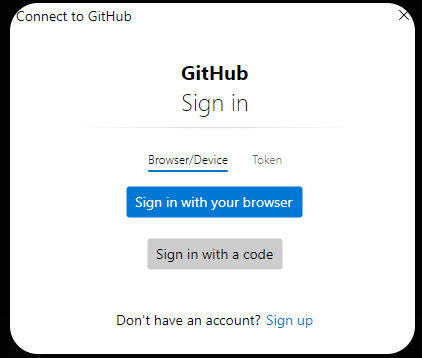 Connect to GitHub
GitHub
Sign in
Browser/Device Token
Sign in with your browser
Sign in with a code
Don't have an account? Sign up